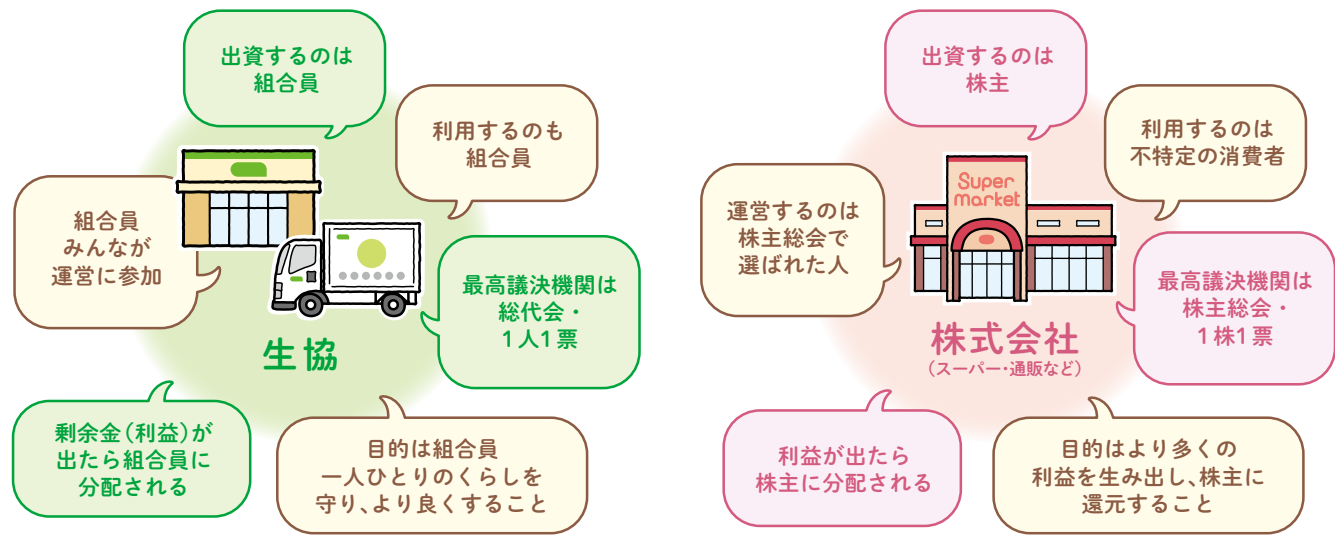 出資するのは
組合員
利用するのも
組合員
組合員
みんなが
運営に参加
最高議決機関は
総代会・
1人1票
生協
剰余金(利益)が
出たら組合員に
分配される
目的は組合員
一人ひとりのくらしを
守り、より良くすること
出資するのは
株主
利用するのは
不特定の消費者
運営するのは
株主総会で
選ばれた人
Super
market
最高議決機関は
株主総会・
1株1票
株式会社
(スーパー・通販など)
利益が出たら
株主に分配される
目的はより多くの
利益を生み出し、株主に
還元すること